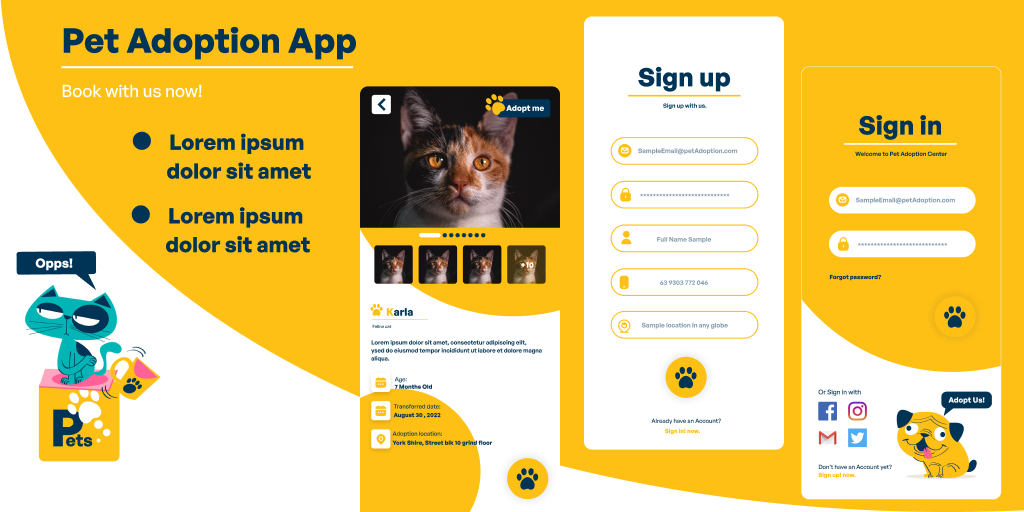 Pet Adoption App
Book with us now!
Lorem ipsum
dolor sit amet
Lorem ipsum
dolor sit amet
Opps!
Pets
Adopt me
+10
Karla
Feline cat
Lorem ipsum dolor sit amet, consectetur adipiscing elit,
ysed do eiusmod tempor incididunt ut labore et dolore magna
aliqua.
Age:
7 Months Old
Transferred date:
August 30 , 2022
Adoption location:
York Shire, Street blk 10 grind floor
Sign up
Sign up with us.
SampleEmail@petAdoption.com
****************************
Full Name Sample
63 9303 772 046
Sample location in any globe
Already have an Account?
Sign int now.
Sign in
Welcome to Pet Adoption Center
SampleEmail@petAdoption.com
****************************
Forgot password?
Or Sign in with
Adopt Us!
Don't have an Account yet?
Sign upt now.